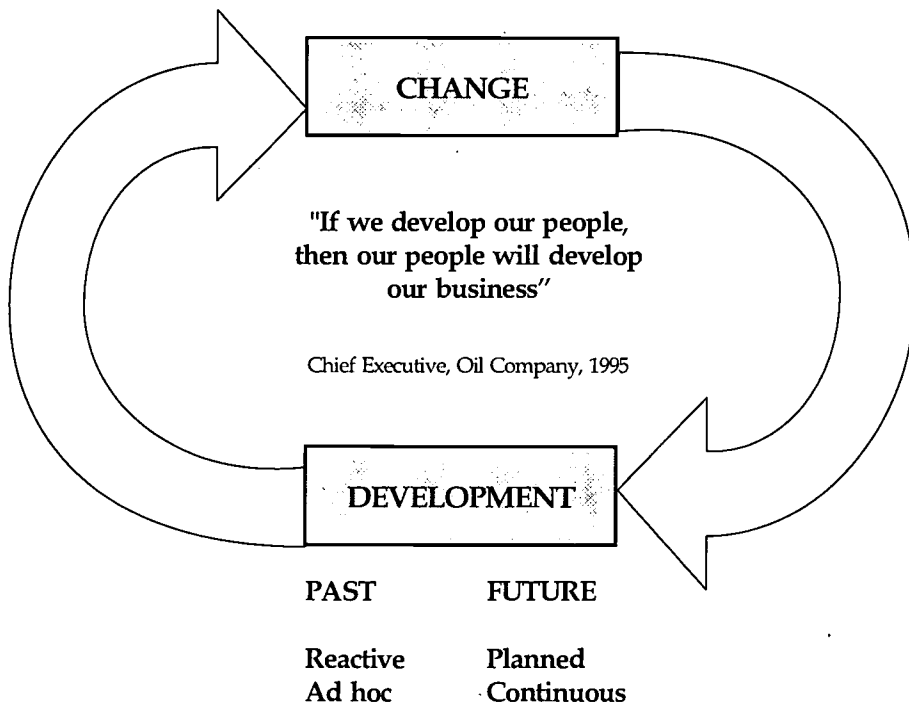 CHANGE
"If we develop our people,
then our people will develop
our business”
Chief Executive, Oil Company, 1995
DEVELOPMENT
PAST FUTURE
Reactive Planned
Ad hoc Continuous